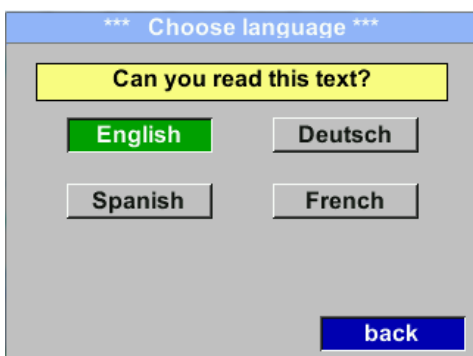 *** Choose language ***
Can you read this text?
English Deutsch
Spanish French
back